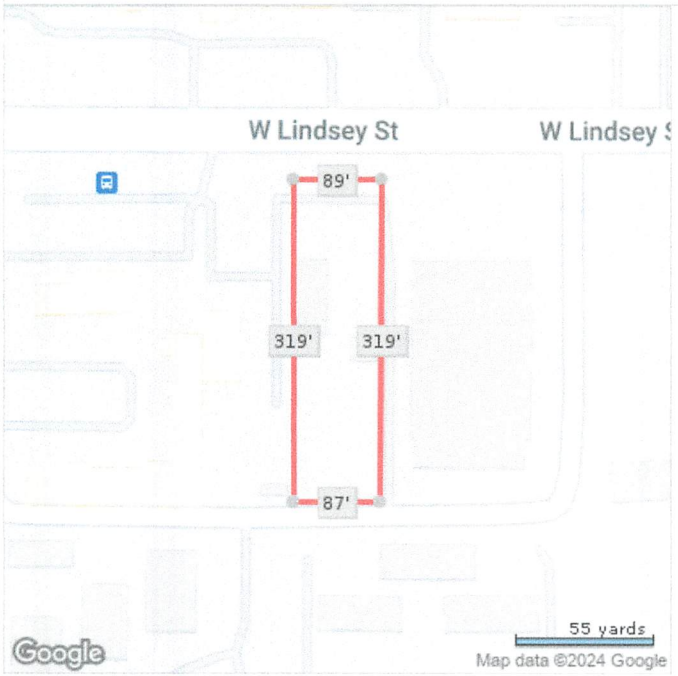 W Lindsey St
W Lindsey S
89'
319'
319'
87'
55 yards
Google
Map data ©2024 Google